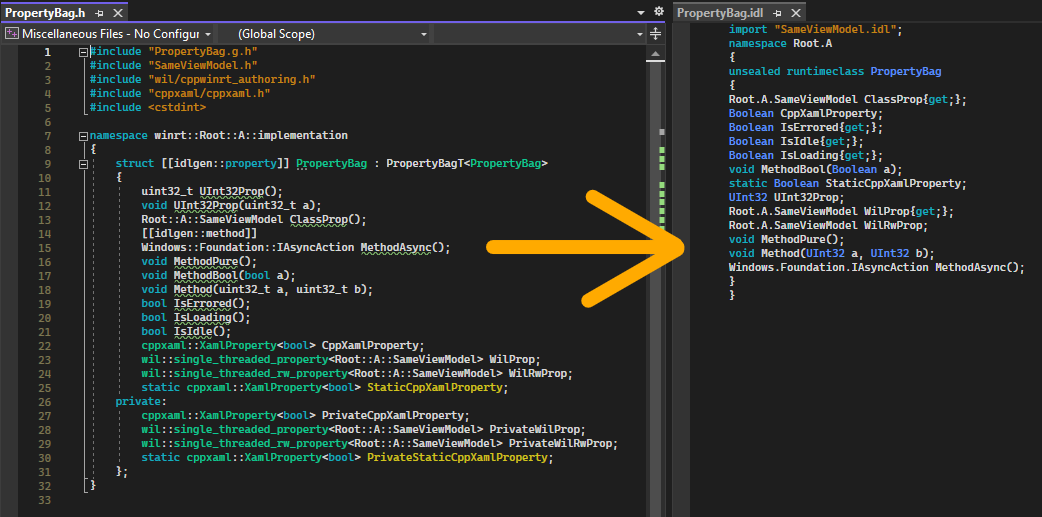 PropertyBag.h
Miscellaneous Files - No Configur
(Global Scope)
1 #include "PropertyBag.g.h"
2 #include "SameViewModel.h"
3 #include "wil/cppwinrt_authoring.h"
4 #include "cppxaml/cppxaml.h"
5 #include <cstdint>
6
7 namespace winrt::Root::A::implementation
8 {
9 struct [[idlgen::property]] PropertyBag : PropertyBagT<PropertyBag>
10 {
11 uint32_t UInt32Prop();
12 void UInt32Prop(uint32_t a);
13 Root::A::SameViewModel ClassProp();
14 [[idlgen::method]]
15 Windows::Foundation::IAsyncAction MethodAsync();
16 void MethodPure();
17 void MethodBool(bool a);
18 void Method(uint32_t a, uint32_t b);
19 bool IsErrored();
20 bool IsLoading();
21 bool IsIdle();
22 cppxaml::XamlProperty<bool> CppXamlProperty;
23 wil::single_threaded_property<Root::A::SameViewModel> WilProp;
24 wil::single_threaded_rw_property<Root::A::SameViewModel> WilRwProp;
25 static cppxaml::XamlProperty<bool> StaticCppXamlProperty;
26 private:
27 cppxaml::XamlProperty<bool> PrivateCppXamlProperty;
28 wil::single_threaded_property<Root::A::SameViewModel> PrivateWilProp;
29 wil::single_threaded_rw_property<Root::A::SameViewModel> PrivateWilRwProp;
30 static cppxaml::XamlProperty<bool> PrivateStaticCppXamlProperty;
31 };
32 }
33
PropertyBag.idl
import "SameViewModel.idl";
namespace Root.A
{
unsealed runtimeclass PropertyBag
{
Root.A.SameViewModel ClassProp{get;};
Boolean CppXamlProperty;
Boolean IsErrored{get;};
Boolean IsIdle{get;};
Boolean IsLoading{get;};
void MethodBool(Boolean a);
static Boolean StaticCppXamlProperty;
UInt32 UInt32Prop;
Root.A.SameViewModel WilProp{get;};
Root.A.SameViewModel WilRwProp;
void MethodPure();
void Method(UInt32 a, UInt32 b);
Windows.Foundation.IAsyncAction MethodAsync();
}
}